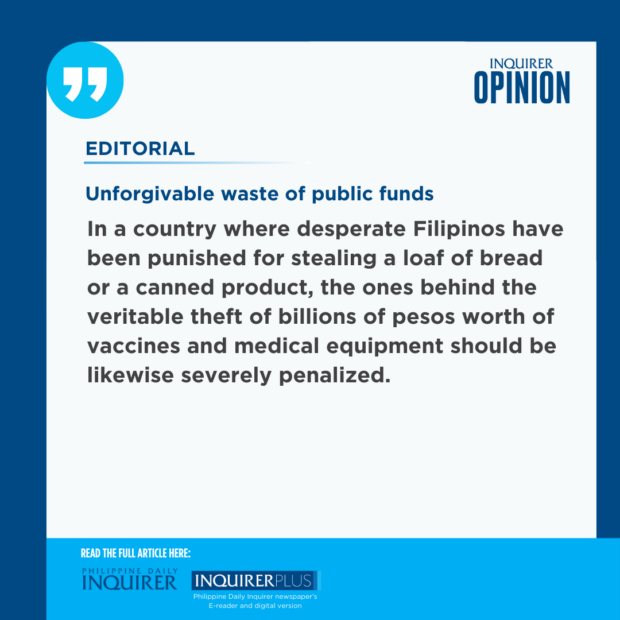 INQUIRER
OPINION
EDITORIAL
Unforgivable waste of public funds
In a country where desperate Filipinos have
been punished for stealing a loaf of bread
or a canned product, the ones behind the
veritable theft of billions of pesos worth of
vaccines and medical equipment should be
likewise severely penalized.
READ THE FULL ARTICLE HERE:
PHILIPPINE DAILY
INQUIRER
INQUIRERPLUS
Philippine Daily Inquirer newspaper's
E-reader and digital version